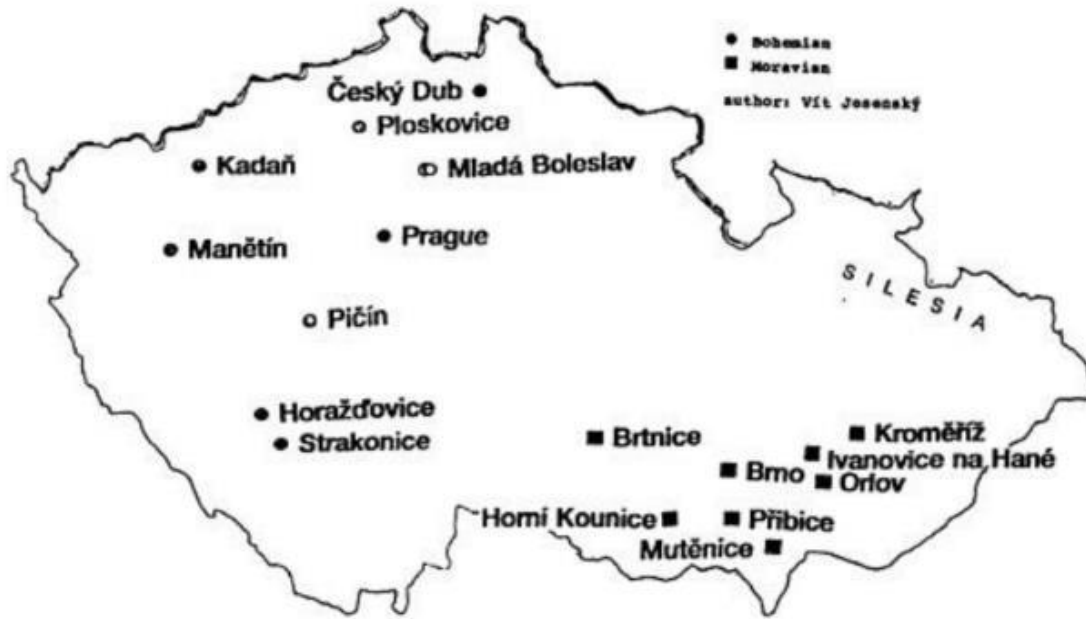 Bohemian
Moravian
author: Vít Josenský
Český Dub
Ploskovice
Kadaň
Mladá Boleslav
Manětín
Prague
SILESIA
Pičín
Horažďovice
Strakonice
Brtnice
Kroměříž
Ivanovice na Hané
Brno
Orlov
Horní Kounice
Přibice
Mutěnice